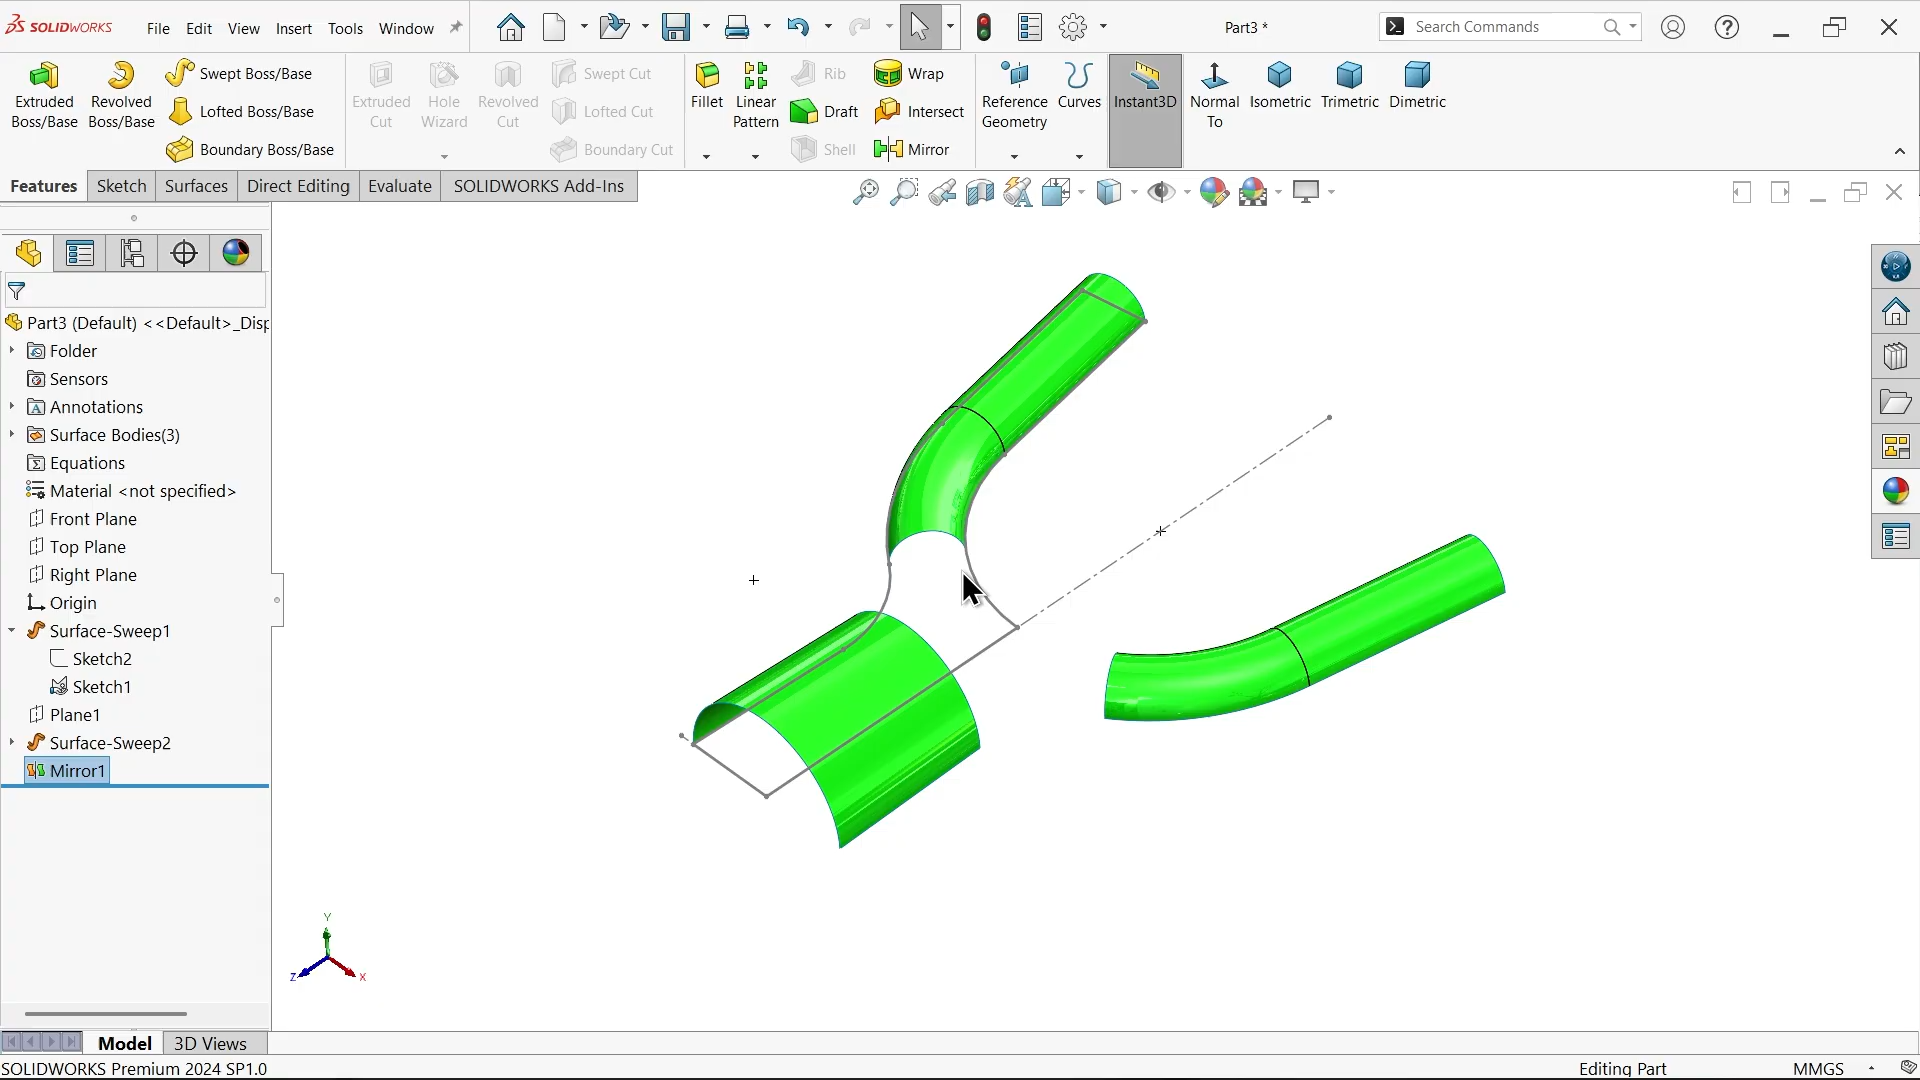 SOLIDWORKS File Edit View Insert Tools Window Part3 * Search Commands
Extruded Boss/Base
Revolved Boss/Base
Swept Boss/Base
Lofted Boss/Base
Boundary Boss/Base
Extruded Cut
Hole Wizard
Revolved Cut
Swept Cut
Lofted Cut
Boundary Cut
Fillet
Linear Pattern
Rib
Draft
Shell
Wrap
Intersect
Mirror
Reference Geometry
Curves
Instant3D
Normal To
Isometric
Trimetric
Dimetric
Features Sketch Surfaces Direct Editing Evaluate SOLIDWORKS Add-Ins
Part3 (Default) <<Default>_Disp
Folder
Sensors
Annotations
Surface Bodies(3)
Equations
Material <not specified>
Front Plane
Top Plane
Right Plane
Origin
Surface-Sweep1
Sketch2
Sketch1
Plane1
Surface-Sweep2
Mirror1
Y
Z X
Model 3D Views
SOLIDWORKS Premium 2024 SP1.0 Editing Part MMGS